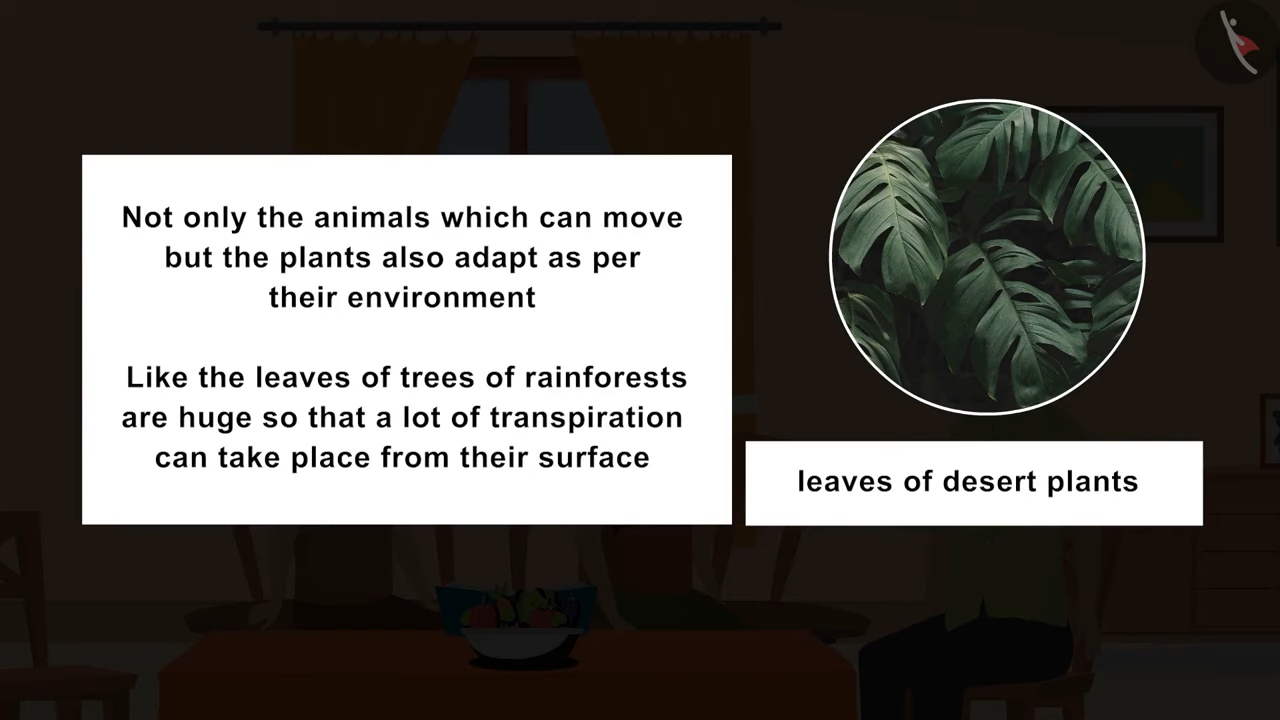 Not only the animals which can move
but the plants also adapt as per
their environment
Like the leaves of trees of rainforests
are huge so that a lot of transpiration
can take place from their surface
leaves of desert plants